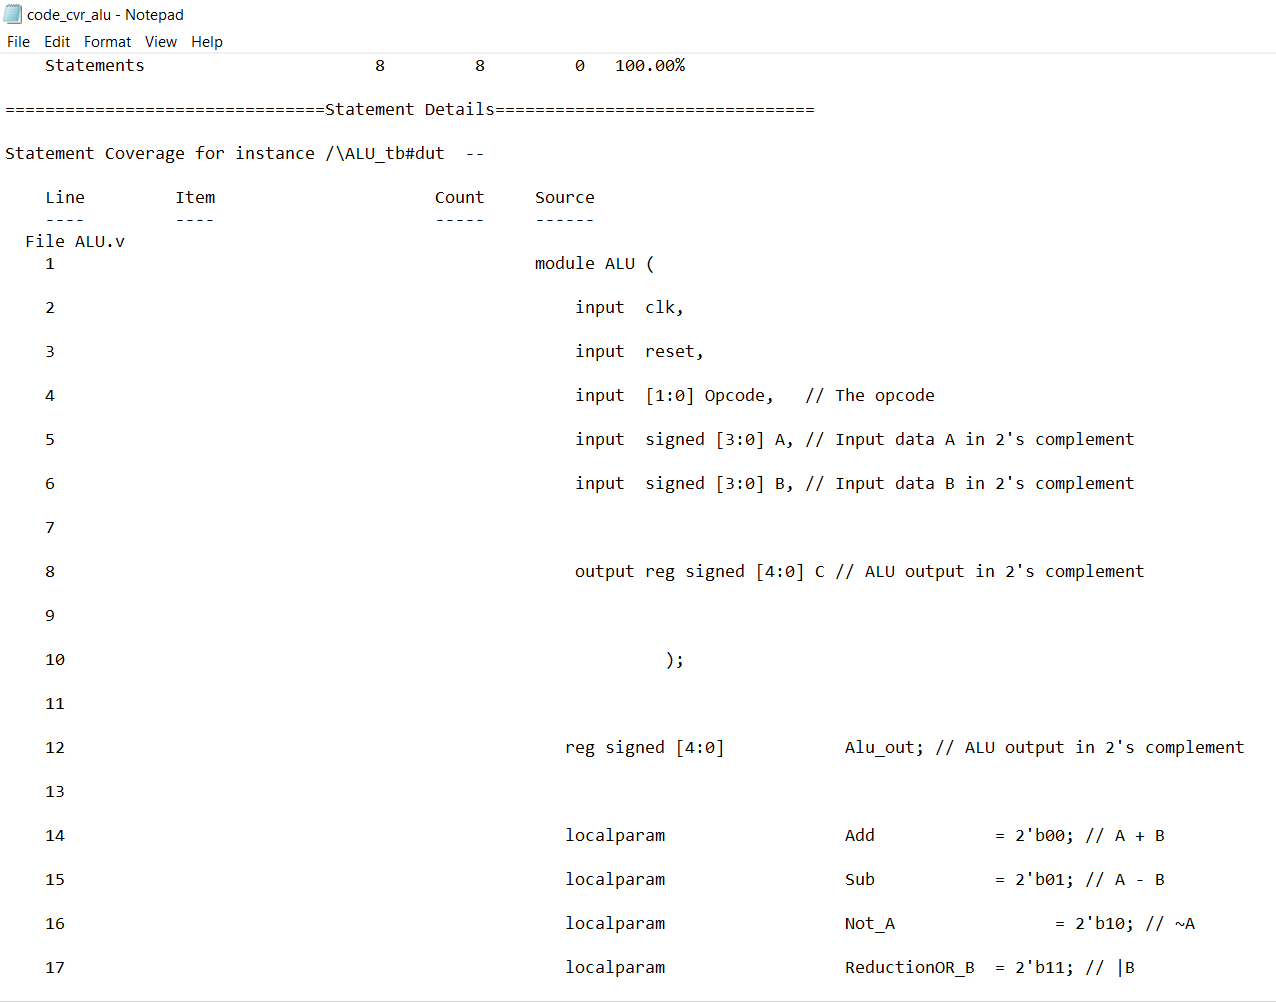 code_cvr_alu - Notepad
File Edit Format View Help
Statements 8 8 0 100.00%
================================Statement Details================================
Statement Coverage for instance /\ALU_tb#dut --
Line Item Count Source
---- ---- ----- ------
File ALU.v
1 module ALU (
2 input clk,
3 input reset,
4 input [1:0] Opcode, // The opcode
5 input signed [3:0] A, // Input data A in 2's complement
6 input signed [3:0] B, // Input data B in 2's complement
7
8 output reg signed [4:0] C // ALU output in 2's complement
9
10 );
11
12 reg signed [4:0] Alu_out; // ALU output in 2's complement
13
14 localparam Add = 2'b00; // A + B
15 localparam Sub = 2'b01; // A - B
16 localparam Not_A = 2'b10; // ~A
17 localparam ReductionOR_B = 2'b11; // |B